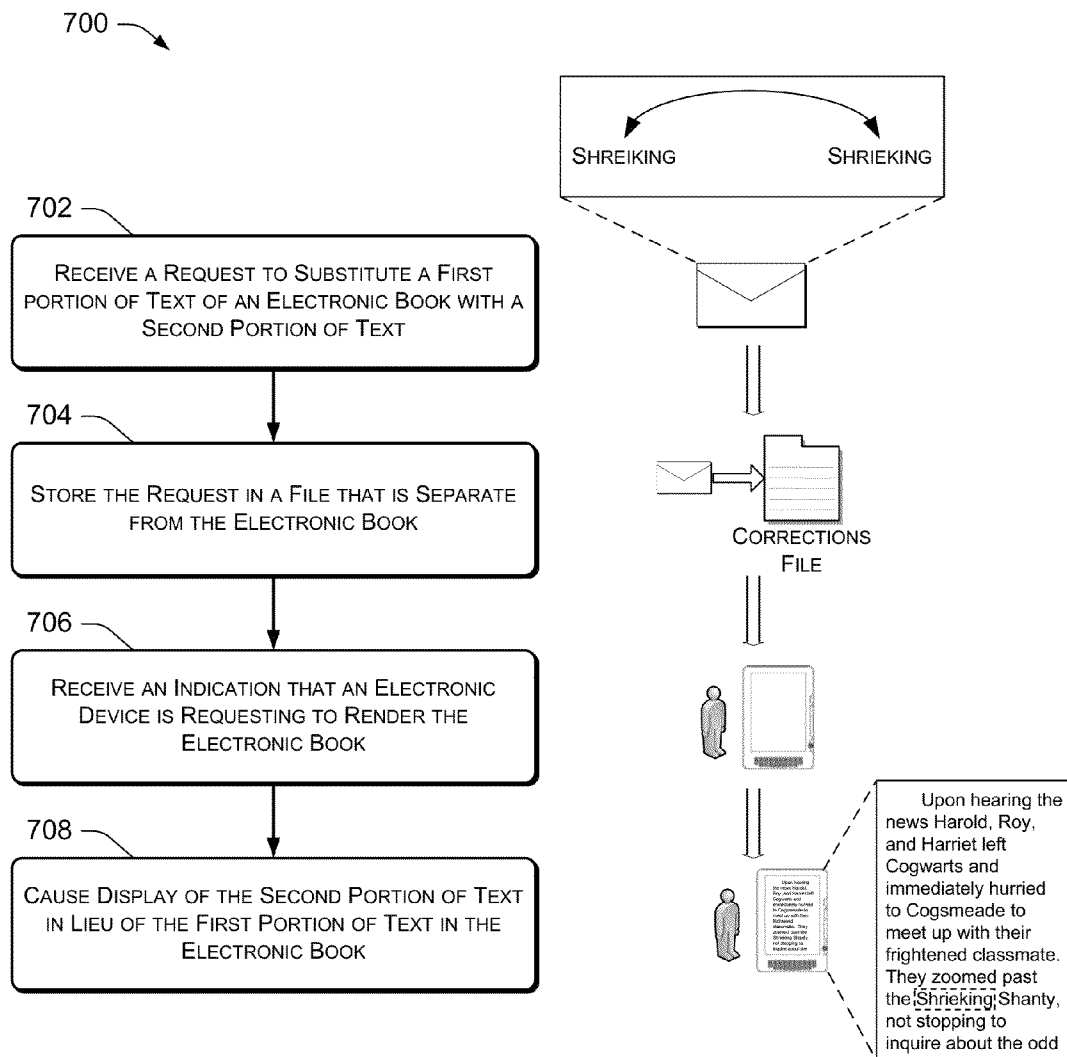 700
SHREIKING
SHRIEKING
702
RECEIVE A REQUEST TO SUBSTITUTE A FIRST
PORTION OF TEXT OF AN ELECTRONIC BOOK WITH A
SECOND PORTION OF TEXT
704
STORE THE REQUEST IN A FILE THAT IS SEPARATE
FROM THE ELECTRONIC BOOK
CORRECTIONS
FILE
706
RECEIVE AN INDICATION THAT AN ELECTRONIC
DEVICE IS REQUESTING TO RENDER THE
ELECTRONIC BOOK
708
CAUSE DISPLAY OF THE SECOND PORTION OF TEXT
IN LIEU OF THE FIRST PORTION OF TEXT IN THE
ELECTRONIC BOOK
Upon hearing the
news Harold, Roy,
and Harriet left
Cogwarts and
immediately hurried
to Cogsmeade to
meet up with their
frightened classmate.
They zoomed past
the Shrieking Shanty,
not stopping to
inquire about the odd